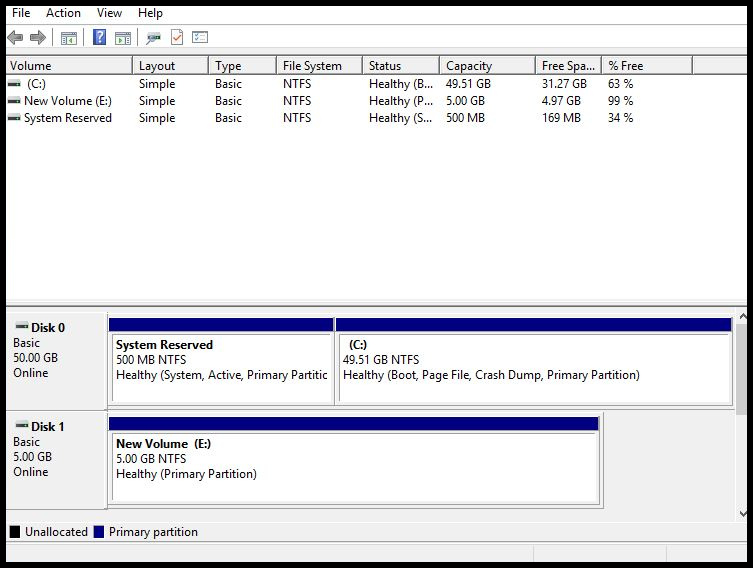 File Action View Help
Volume Layout Type File System Status Capacity Free Spa... % Free
(C:) Simple Basic NTFS Healthy (B... 49.51 GB 31.27 GB 63 %
New Volume (E:) Simple Basic NTFS Healthy (P... 5.00 GB 4.97 GB 99 %
System Reserved Simple Basic NTFS Healthy (S... 500 MB 169 MB 34 %
Disk 0
Basic
50.00 GB
Online
System Reserved
500 MB NTFS
Healthy (System, Active, Primary Partitic
(C:)
49.51 GB NTFS
Healthy (Boot, Page File, Crash Dump, Primary Partition)
Disk 1
Basic
5.00 GB
Online
New Volume (E:)
5.00 GB NTFS
Healthy (Primary Partition)
Unallocated Primary partition